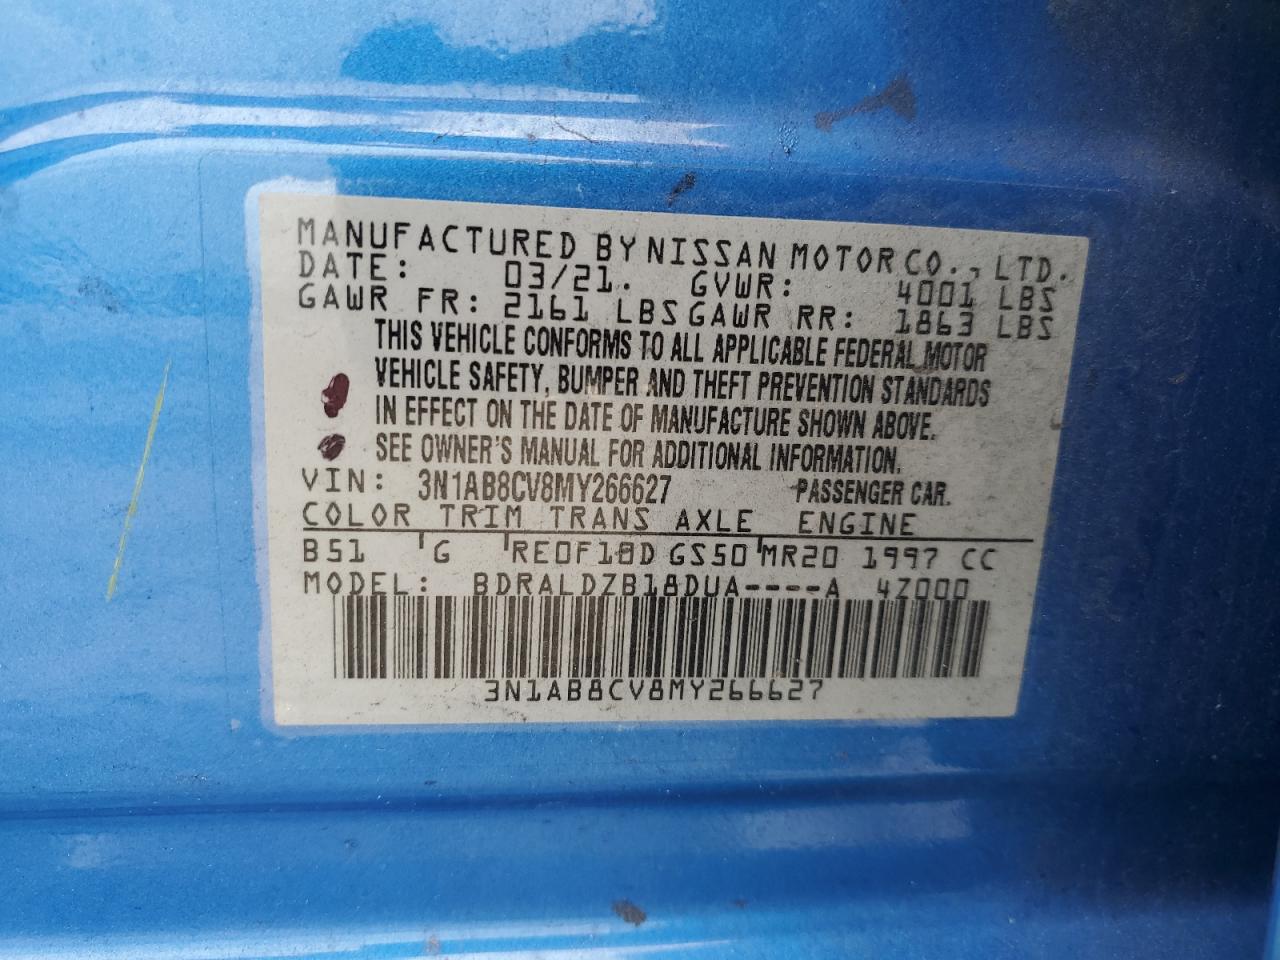 MANUFACTURED BY NISSAN MOTOR CO., LTD.
DATE: 03/21. GVWR: 4001 LBS
GAWR FR: 2161 LBS GAWR RR: 1863 LBS
THIS VEHICLE CONFORMS TO ALL APPLICABLE FEDERAL MOTOR
VEHICLE SAFETY, BUMPER AND THEFT PREVENTION STANDARDS
IN EFFECT ON THE DATE OF MANUFACTURE SHOWN ABOVE.
SEE OWNER'S MANUAL FOR ADDITIONAL INFORMATION.
VIN: 3N1AB8CV8MY266627 PASSENGER CAR.
COLOR TRIM TRANS AXLE ENGINE
B51 G RE0F18D GS50 MR20 1997 CC
MODEL: BDRALDZB18DUA----A 4Z000
3N1AB8CV8MY266627